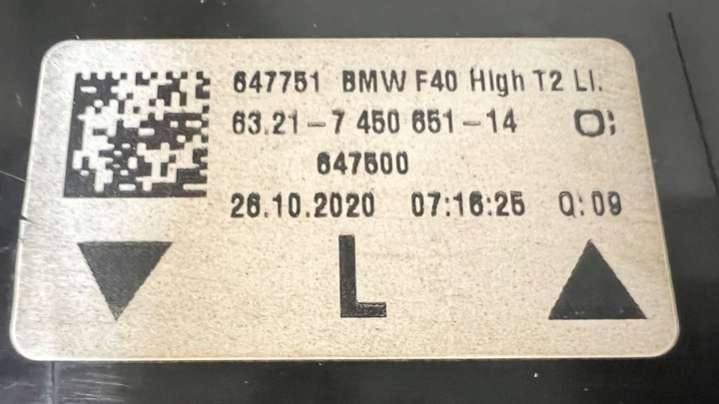 647751 BMW F40 High T2 LI.
63.21-7 450 651-14
647500
26.10.2020 07:16:25 Q:09
L